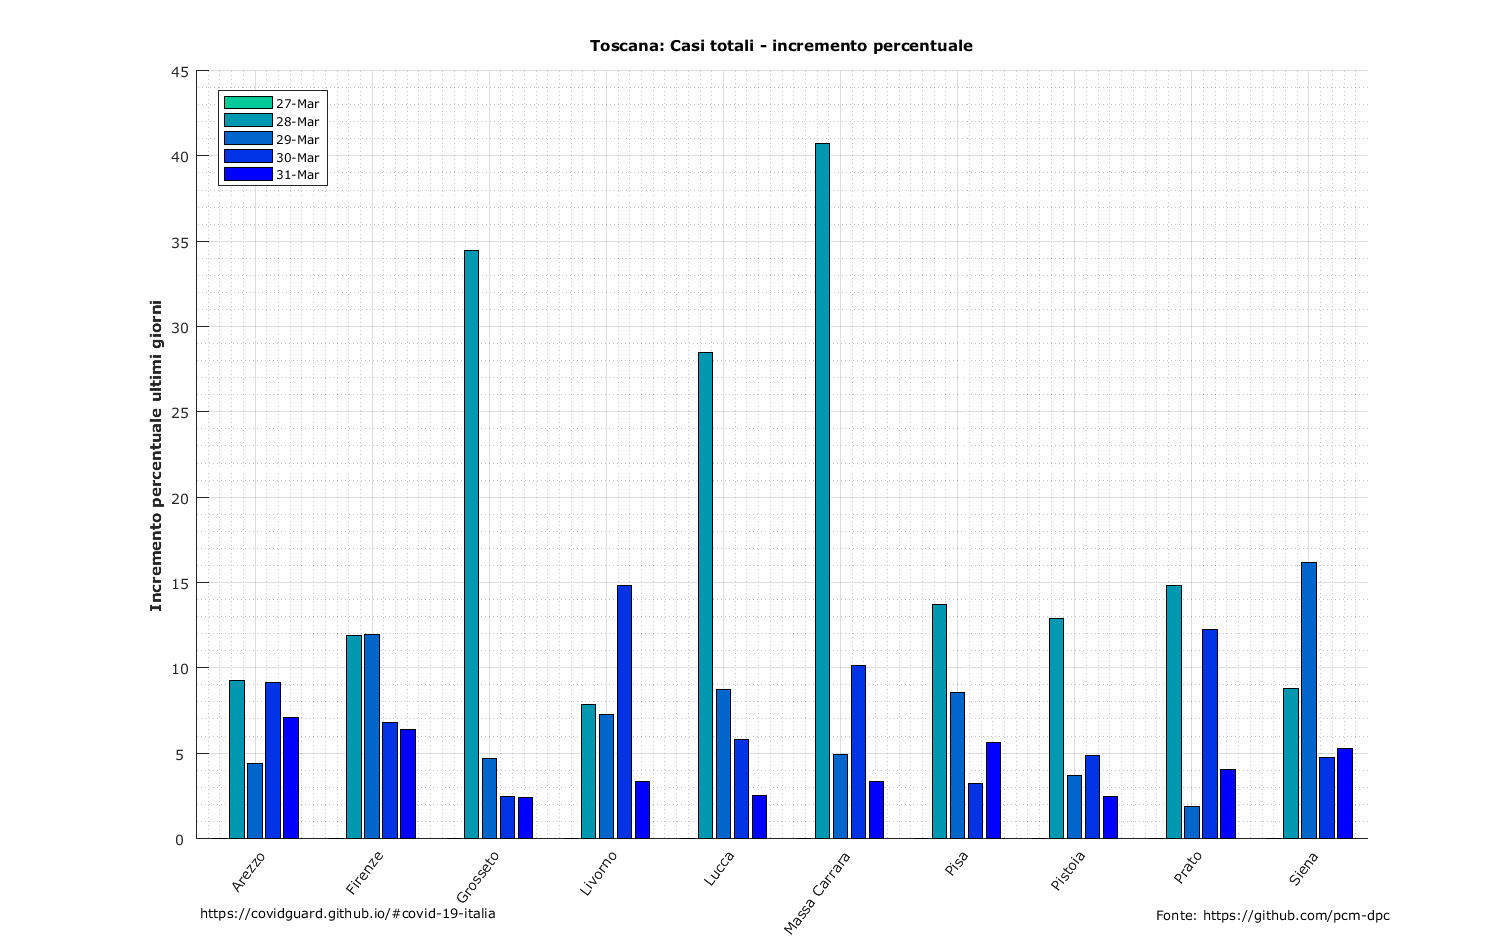 Toscana: Casi totali - incremento percentuale
Incremento percentuale ultimi giorni
45
40
35
30
25
20
15
10
5
0
27-Mar
28-Mar
29-Mar
30-Mar
31-Mar
Arezzo
Firenze
Grosseto
Livorno
Lucca
Massa Carrara
Pisa
Pistoia
Prato
Siena
https://covidguard.github.io/#covid-19-italia
Fonte: https://github.com/pcm-dpc